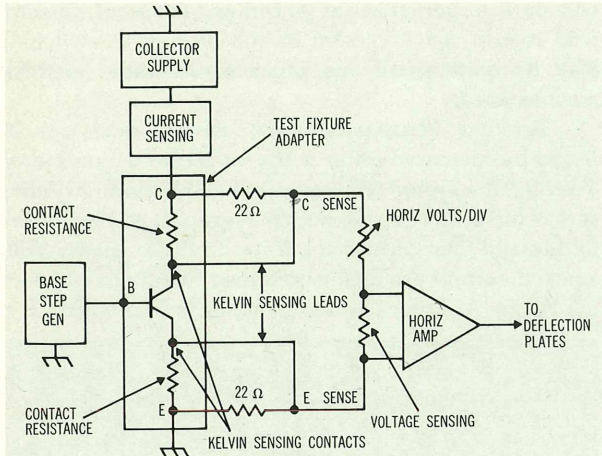 COLLECTOR
SUPPLY
CURRENT
SENSING
TEST FIXTURE
ADAPTER
C
22 Ω
C SENSE
CONTACT
RESISTANCE
HORIZ VOLTS/DIV
BASE
STEP
GEN
B
KELVIN SENSING LEADS
HORIZ
AMP
TO
DEFLECTION
PLATES
22 Ω
E
E SENSE
CONTACT
RESISTANCE
VOLTAGE SENSING
KELVIN SENSING CONTACTS